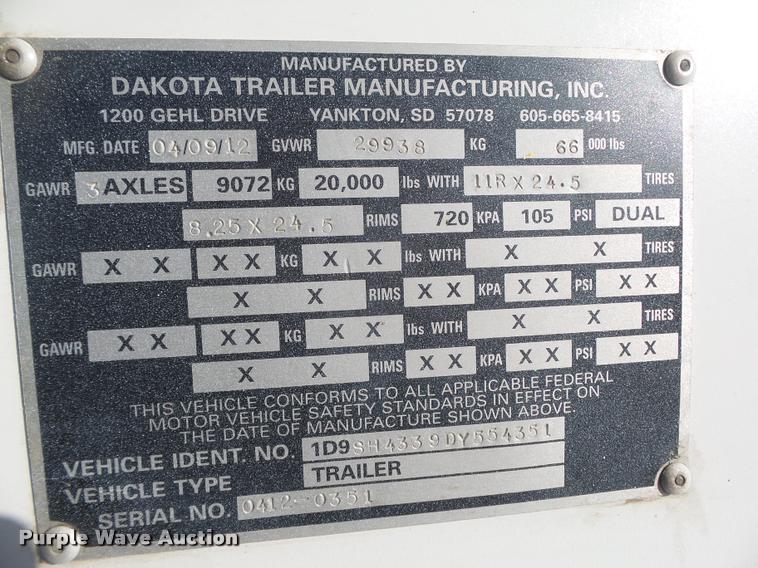 MANUFACTURED BY
DAKOTA TRAILER MANUFACTURING, INC.
1200 GEHL DRIVE YANKTON, SD 57078 605-665-8415
MFG. DATE 04/09/12 GVWR 29938 KG 66 000 lbs
GAWR 3 AXLES 9072 KG 20,000 lbs WITH 11R X 24.5 TIRES
8.25 X 24.5 RIMS 720 KPA 105 PSI DUAL
GAWR X X X X KG X X lbs WITH X X TIRES
X X RIMS X X KPA X X PSI X X
GAWR X X X X KG X X lbs WITH X X TIRES
X X RIMS X X KPA X X PSI X X
THIS VEHICLE CONFORMS TO ALL APPLICABLE FEDERAL
MOTOR VEHICLE SAFETY STANDARDS IN EFFECT ON
THE DATE OF MANUFACTURE SHOWN ABOVE.
VEHICLE IDENT. NO. 1D9SH4339DY554351
VEHICLE TYPE TRAILER
SERIAL NO. 0412-0351
Purple Wave Auction